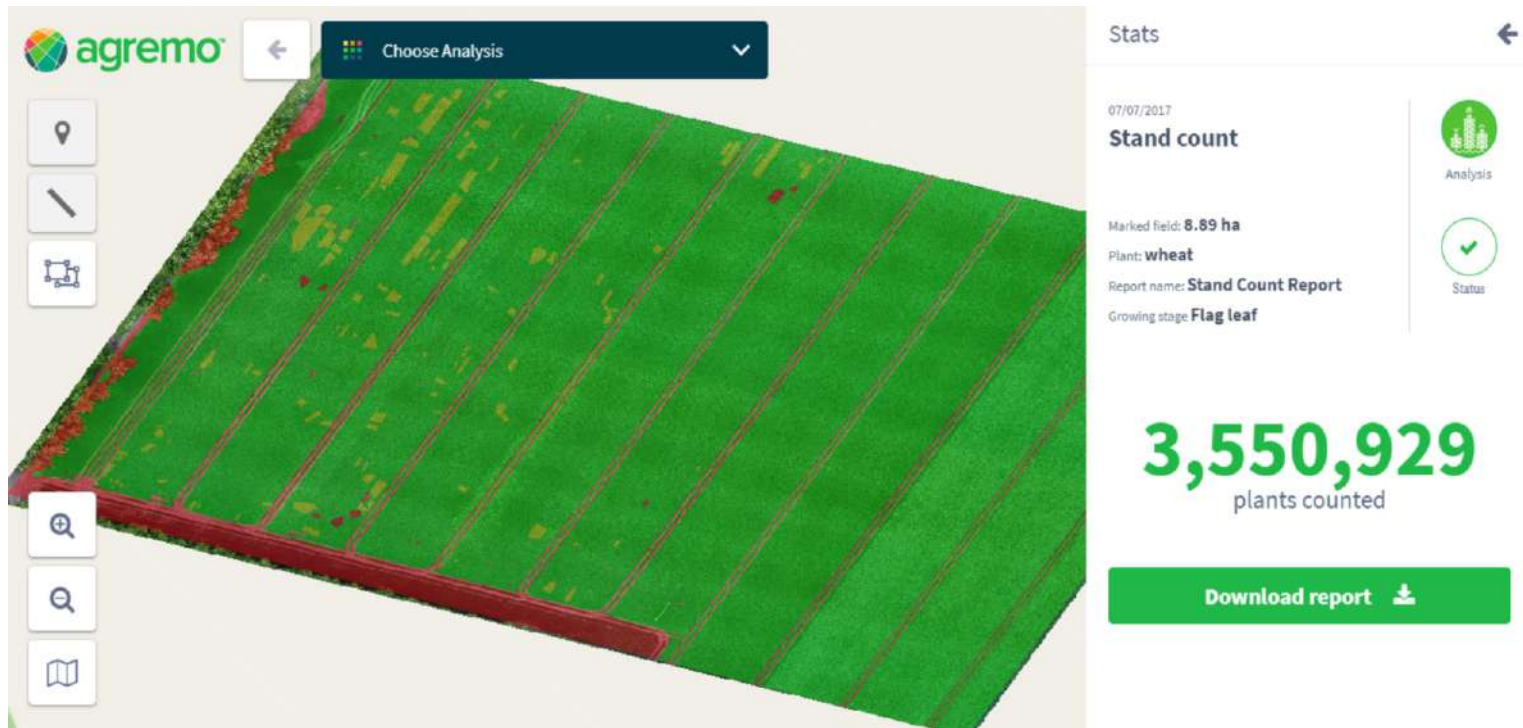 agremo™
Choose Analysis
Stats
07/07/2017
Stand count
Analysis
Marked field: 8.89 ha
Plant: wheat
Report name: Stand Count Report
Growing stage Flag leaf
Status
3,550,929
plants counted
Download report